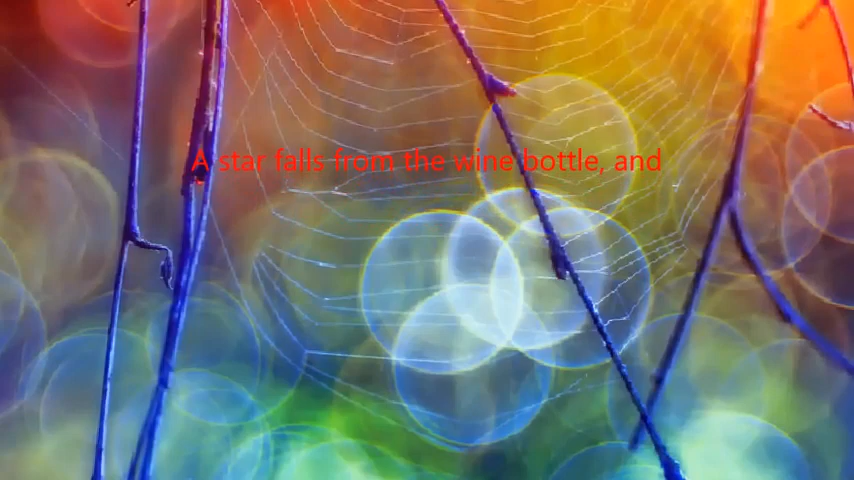 A star falls from the wine bottle, and